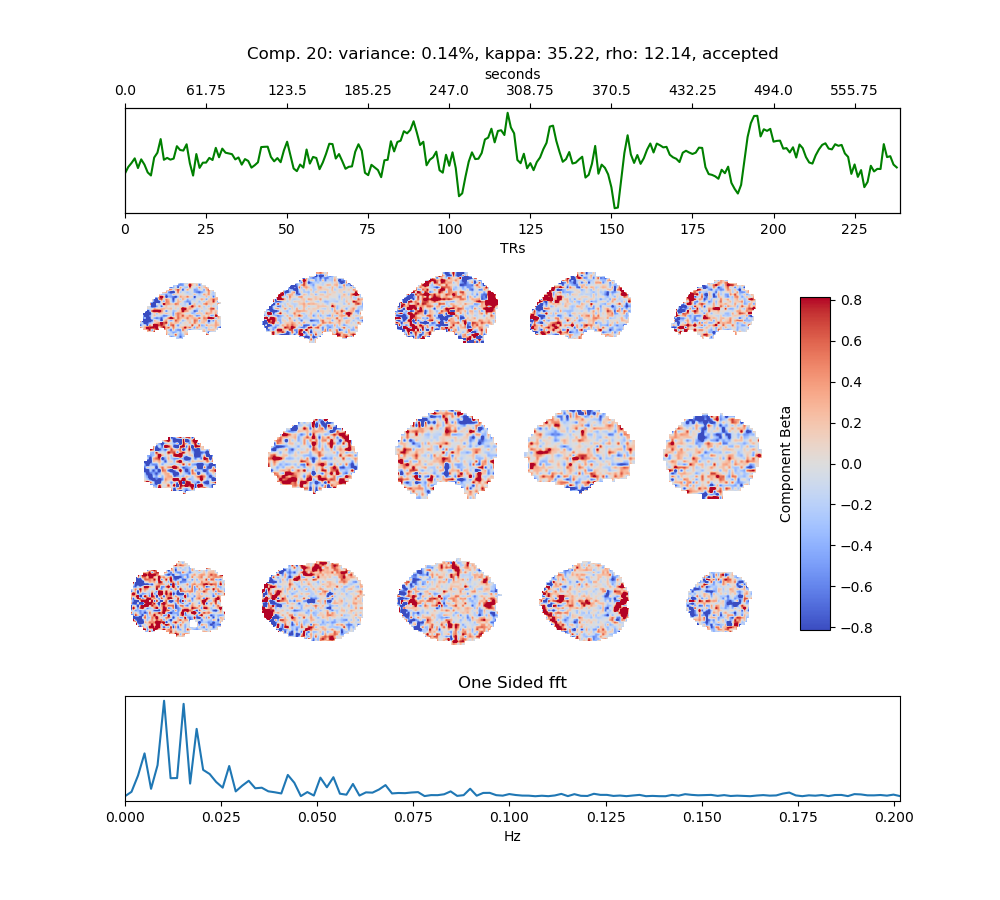 Comp. 20: variance: 0.14%, kappa: 35.22, rho: 12.14, accepted
seconds
0.0 61.75 123.5 185.25 247.0 308.75 370.5 432.25 494.0 555.75
0 25 50 75 100 125 150 175 200 225
TRs
0.8
0.6
0.4
0.2
0.0
−0.2
−0.4
−0.6
−0.8
Component Beta
One Sided fft
0.000 0.025 0.050 0.075 0.100 0.125 0.150 0.175 0.200
Hz